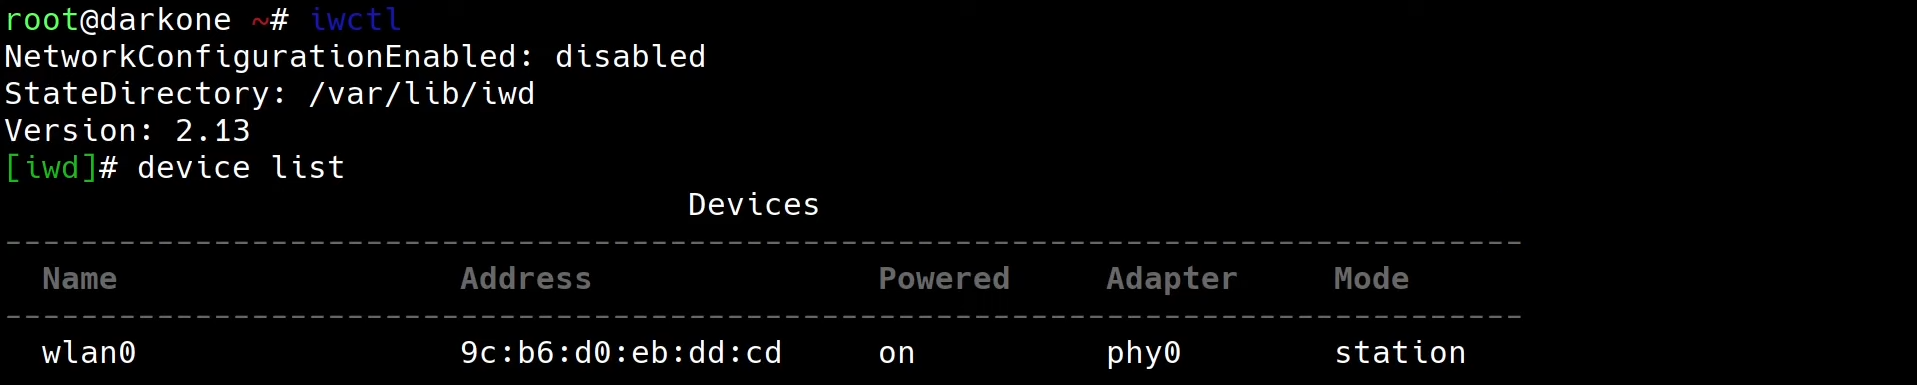 root@darkone ~# iwctl
NetworkConfigurationEnabled: disabled
StateDirectory: /var/lib/iwd
Version: 2.13
[iwd]# device list
Devices
--------------------------------------------------------------------------------
Name Address Powered Adapter Mode
--------------------------------------------------------------------------------
wlan0 9c:b6:d0:eb:dd:cd on phy0 station